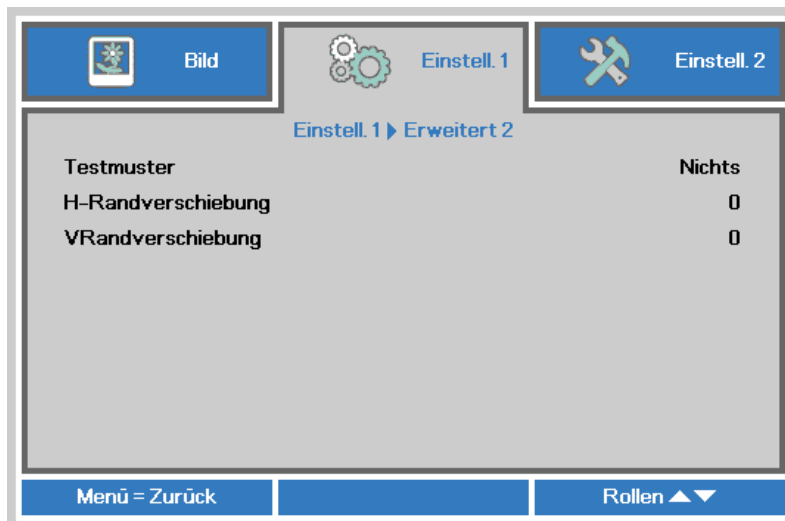 Bild
Einstell. 1
Einstell. 2
Einstell. 1 ▶ Erweitert 2
Testmuster Nichts
H-Randverschiebung 0
VRandverschiebung 0
Menü = Zurück
Rollen ▲▼